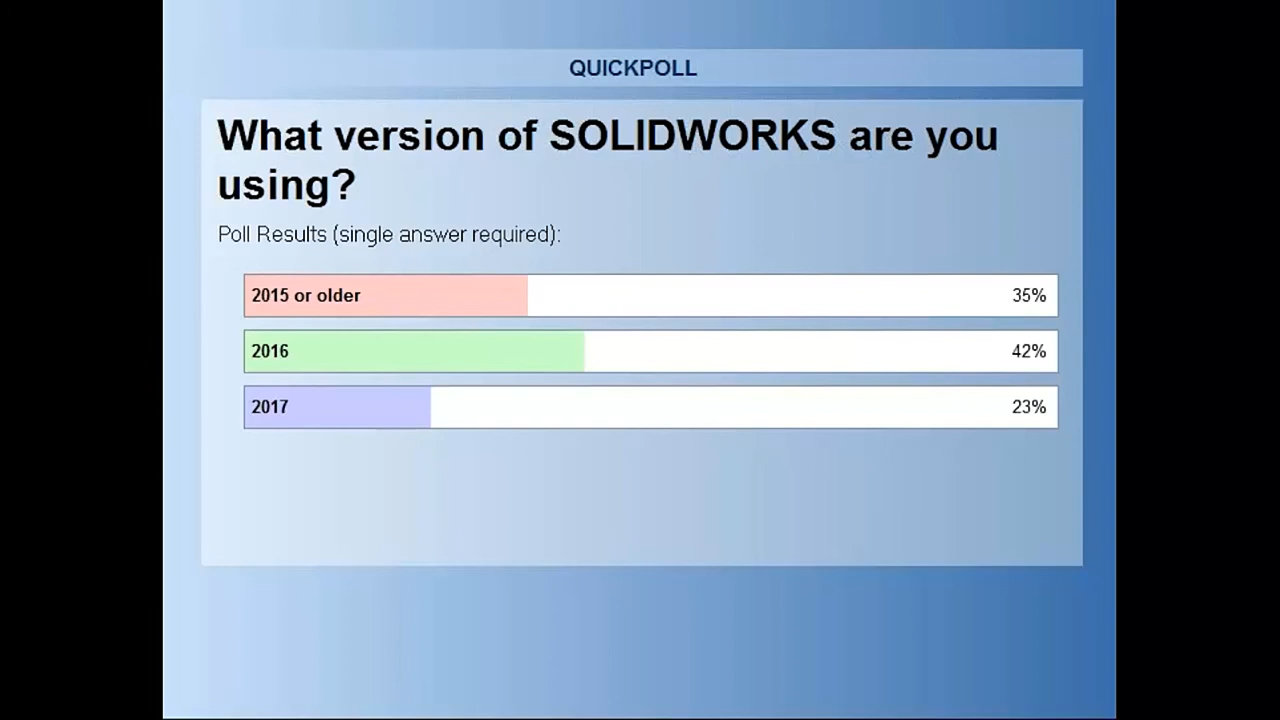 QUICKPOLL
What version of SOLIDWORKS are you
using?
Poll Results (single answer required):
2015 or older 35%
2016 42%
2017 23%